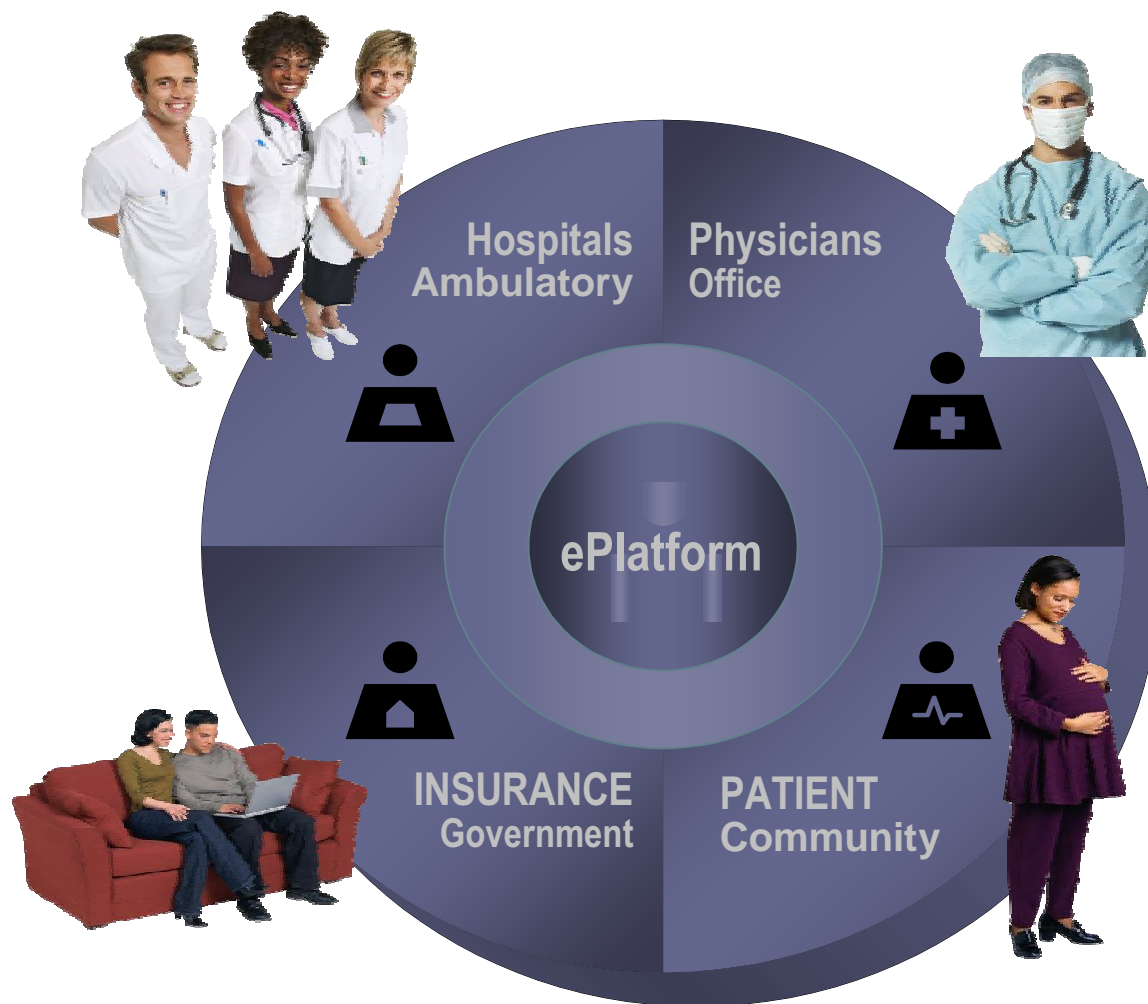 Hospitals
Ambulatory
Physicians
Office
ePlatform
INSURANCE
Government
PATIENT
Community